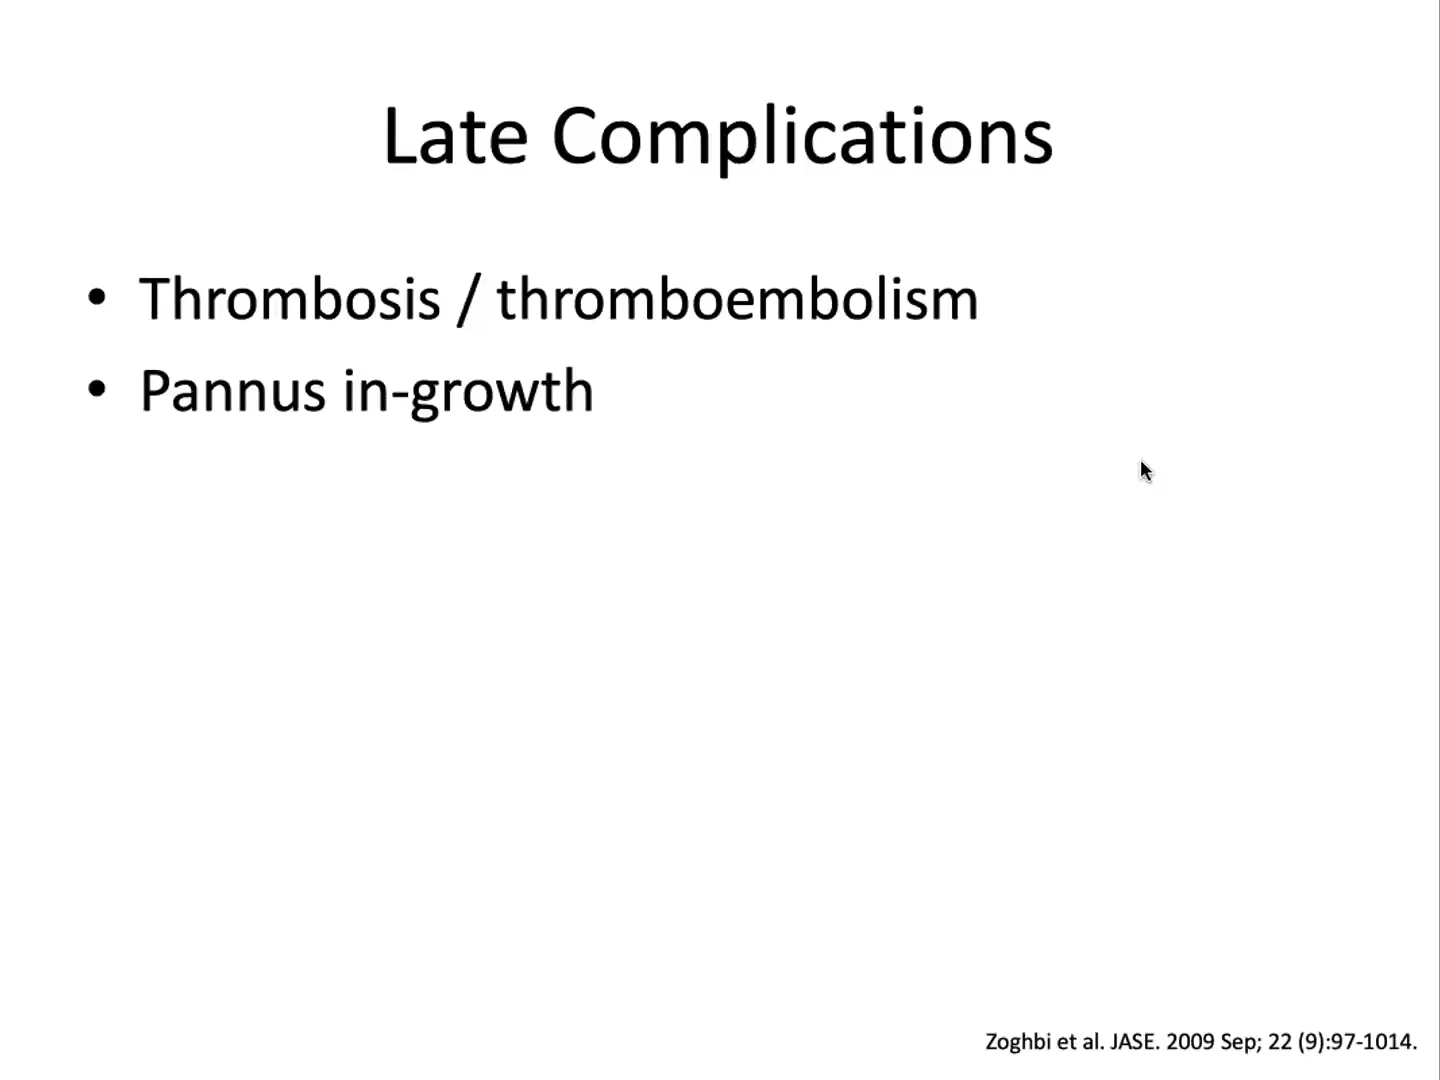 Late Complications
• Thrombosis / thromboembolism
• Pannus in-growth
Zoghbi et al. JASE. 2009 Sep; 22 (9):97-1014.